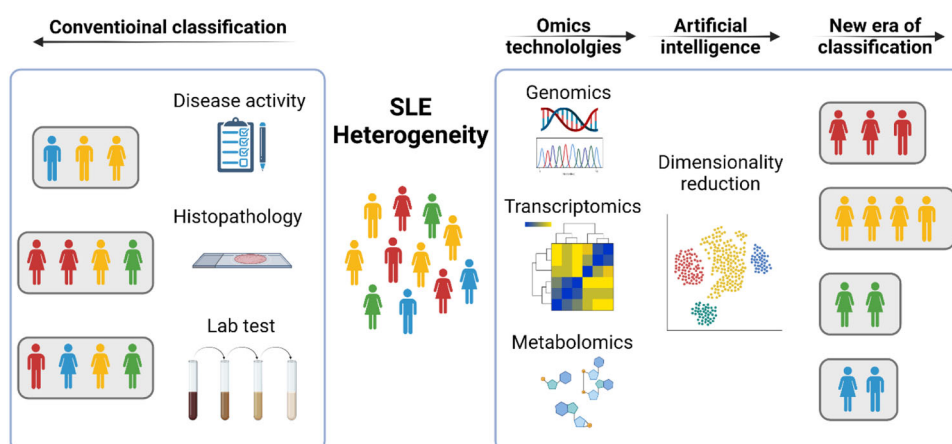 Conventioinal classification
Omics
technololgies
Artificial
intelligence
New era of
classification
Disease activity
Histopathology
Lab test
SLE
Heterogeneity
Genomics
Transcriptomics
Metabolomics
Dimensionality
reduction